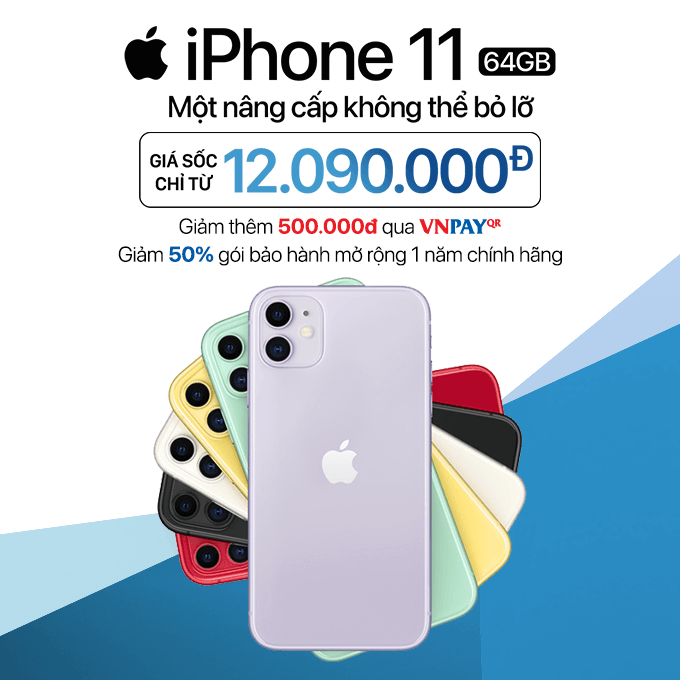 iPhone 11 64GB
Một nâng cấp không thể bỏ lỡ
GIÁ SỐC
CHỈ TỪ
12.090.000Đ
Giảm thêm 500.000đ qua VNPAYQR
Giảm 50% gói bảo hành mở rộng 1 năm chính hãng